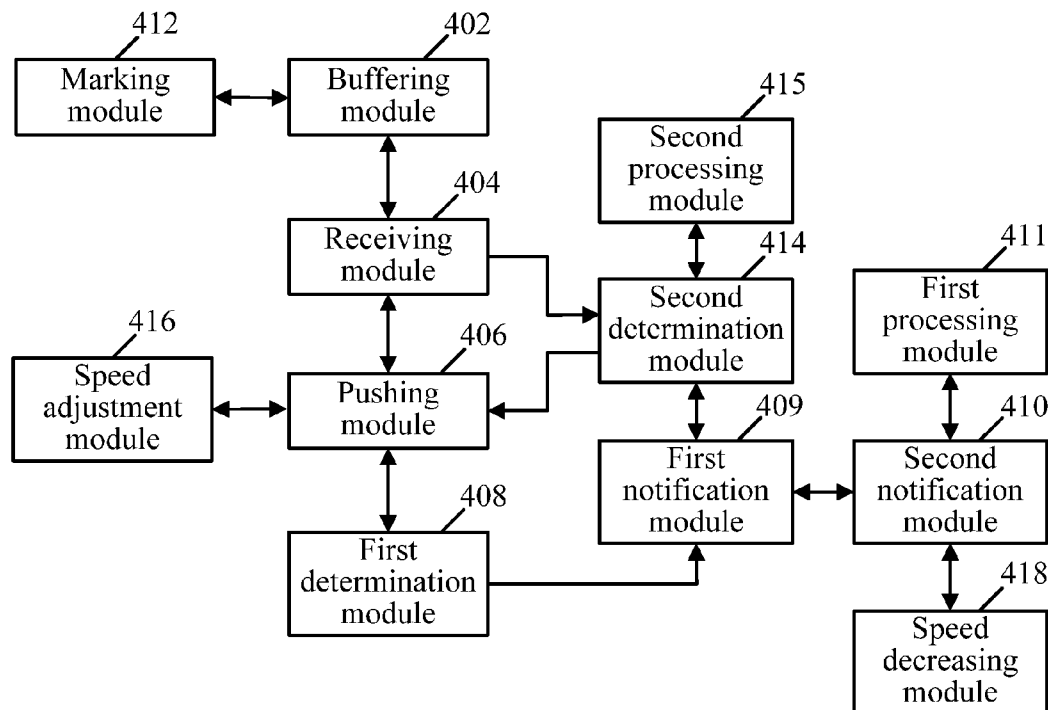 412
Marking
module
402
Buffering
module
415
Second
processing
module
404
Receiving
module
414
Second
determination
module
411
First
processing
module
416
Speed
adjustment
module
406
Pushing
module
409
First
notification
module
410
Second
notification
module
408
First
determination
module
418
Speed
decreasing
module